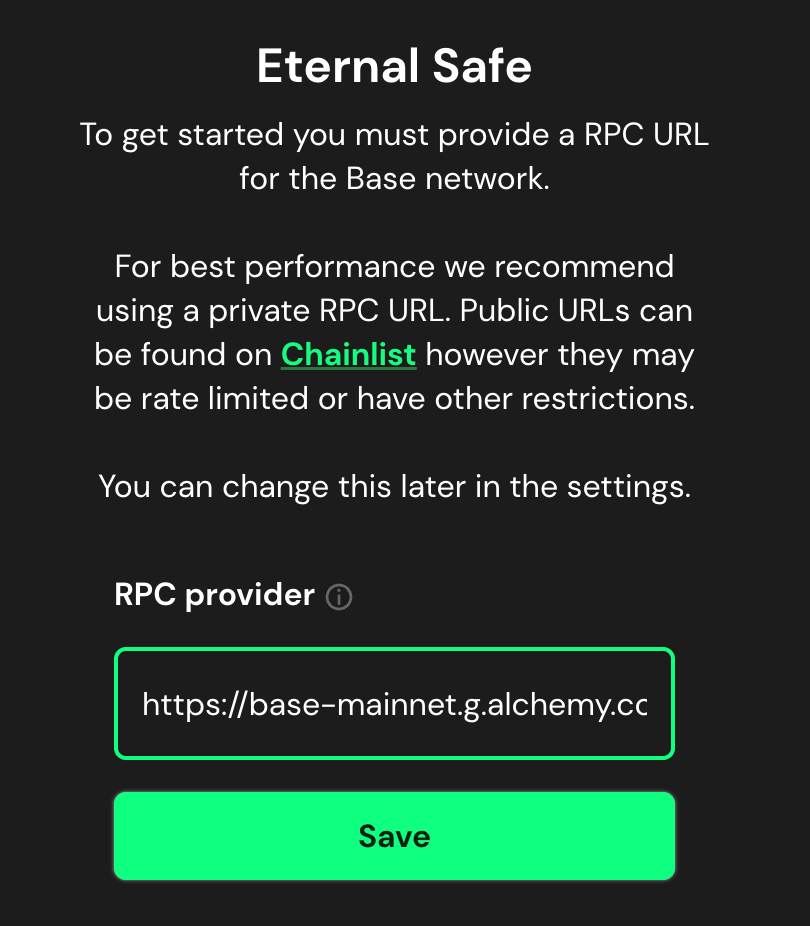 Eternal Safe
To get started you must provide a RPC URL
for the Base network.
For best performance we recommend
using a private RPC URL. Public URLs can
be found on Chainlist however they may
be rate limited or have other restrictions.
You can change this later in the settings.
RPC provider
https://base-mainnet.g.alchemy.co
Save